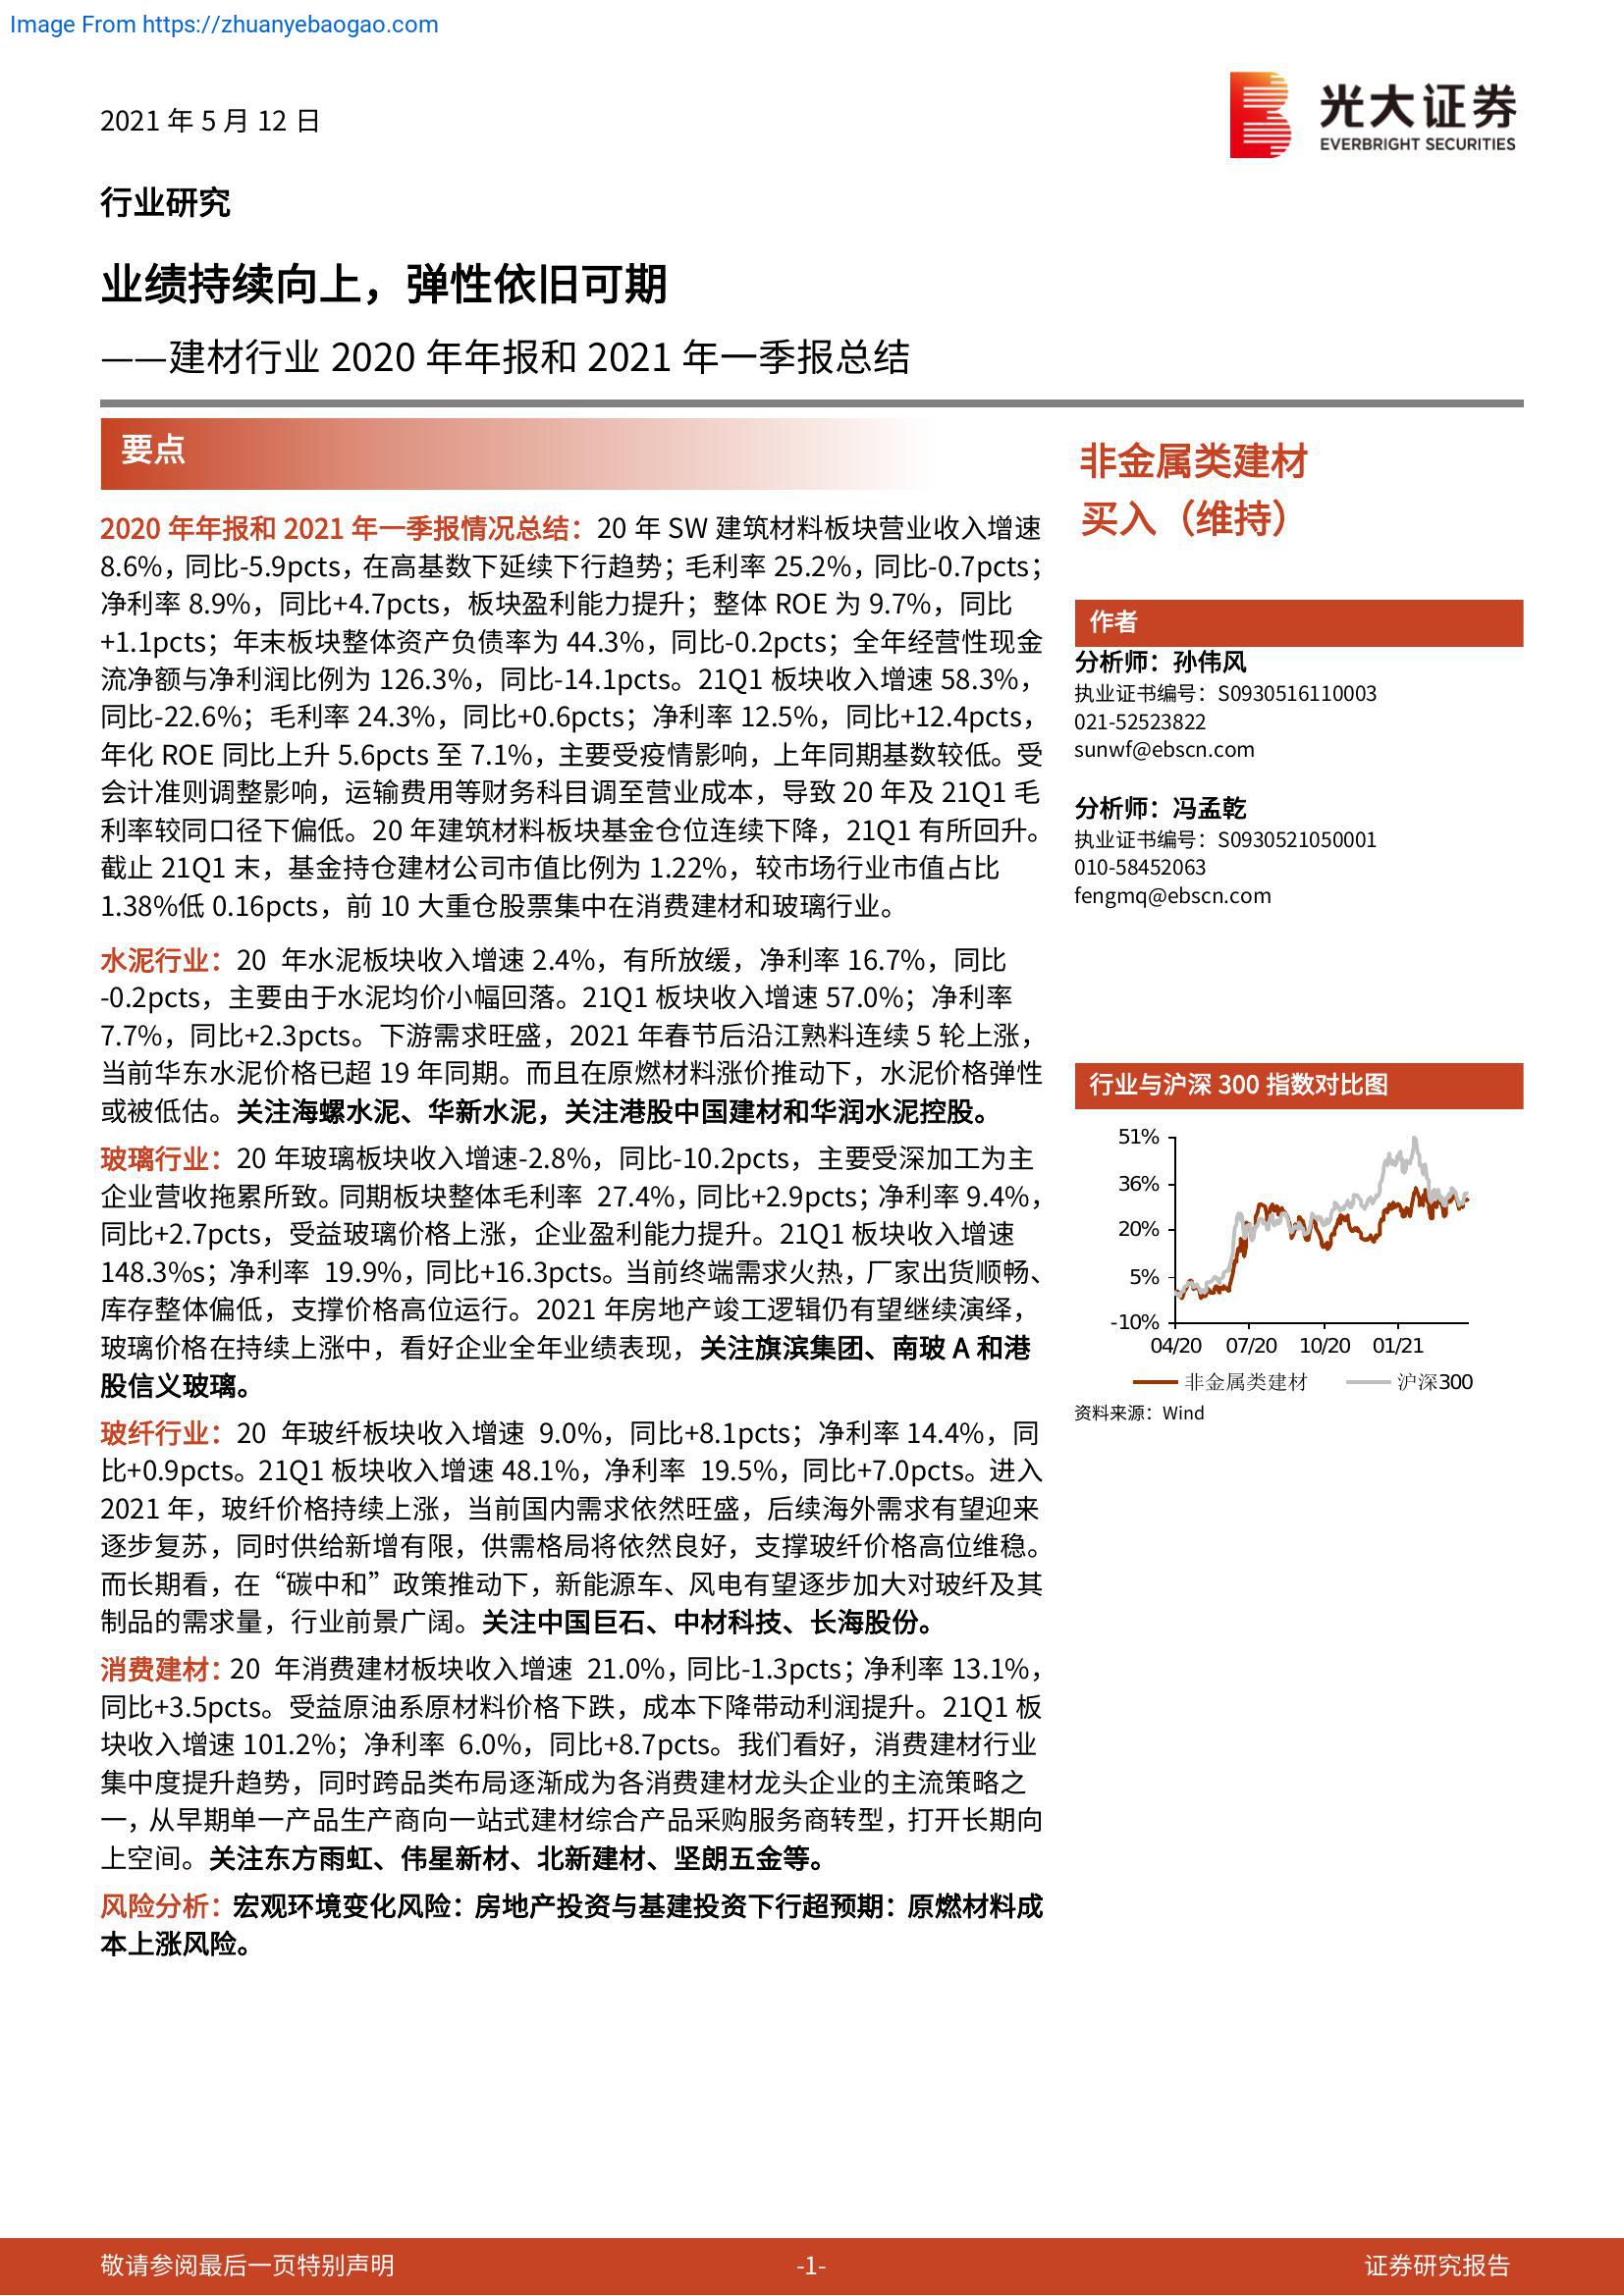 Image From https://zhuanyebaogao.com
2021 年 5 月 12 日
光大证券
EVERBRIGHT SECURITIES
行业研究
业绩持续向上，弹性依旧可期
——建材行业 2020 年年报和 2021 年一季报总结
要点
2020 年年报和 2021 年一季报情况总结：20 年 SW 建筑材料板块营业收入增速
8.6%，同比-5.9pcts，在高基数下延续下行趋势；毛利率 25.2%，同比-0.7pcts；
净利率 8.9%，同比+4.7pcts，板块盈利能力提升；整体 ROE 为 9.7%，同比
+1.1pcts；年末板块整体资产负债率为 44.3%，同比-0.2pcts；全年经营性现金
流净额与净利润比例为 126.3%，同比-14.1pcts。21Q1 板块收入增速 58.3%，
同比-22.6%；毛利率 24.3%，同比+0.6pcts；净利率 12.5%，同比+12.4pcts，
年化 ROE 同比上升 5.6pcts 至 7.1%，主要受疫情影响，上年同期基数较低。受
会计准则调整影响，运输费用等财务科目调至营业成本，导致 20 年及 21Q1 毛
利率较同口径下偏低。20 年建筑材料板块基金仓位连续下降，21Q1 有所回升。
截止 21Q1 末，基金持仓建材公司市值比例为 1.22%，较市场行业市值占比
1.38%低 0.16pcts，前 10 大重仓股票集中在消费建材和玻璃行业。
水泥行业：20 年水泥板块收入增速 2.4%，有所放缓，净利率 16.7%，同比
-0.2pcts，主要由于水泥均价小幅回落。21Q1 板块收入增速 57.0%；净利率
7.7%，同比+2.3pcts。下游需求旺盛，2021 年春节后沿江熟料连续 5 轮上涨，
当前华东水泥价格已超 19 年同期。而且在原燃材料涨价推动下，水泥价格弹性
或被低估。关注海螺水泥、华新水泥，关注港股中国建材和华润水泥控股。
玻璃行业：20 年玻璃板块收入增速-2.8%，同比-10.2pcts，主要受深加工为主
企业营收拖累所致。同期板块整体毛利率 27.4%，同比+2.9pcts；净利率 9.4%，
同比+2.7pcts，受益玻璃价格上涨，企业盈利能力提升。21Q1 板块收入增速
148.3%s；净利率 19.9%，同比+16.3pcts。当前终端需求火热，厂家出货顺畅、
库存整体偏低，支撑价格高位运行。2021 年房地产竣工逻辑仍有望继续演绎，
玻璃价格在持续上涨中，看好企业全年业绩表现，关注旗滨集团、南玻 A 和港
股信义玻璃。
玻纤行业：20 年玻纤板块收入增速 9.0%，同比+8.1pcts；净利率 14.4%，同
比+0.9pcts。21Q1 板块收入增速 48.1%，净利率 19.5%，同比+7.0pcts。进入
2021 年，玻纤价格持续上涨，当前国内需求依然旺盛，后续海外需求有望迎来
逐步复苏，同时供给新增有限，供需格局将依然良好，支撑玻纤价格高位维稳。
而长期看，在“碳中和”政策推动下，新能源车、风电有望逐步加大对玻纤及其
制品的需求量，行业前景广阔。关注中国巨石、中材科技、长海股份。
消费建材：20 年消费建材板块收入增速 21.0%，同比-1.3pcts；净利率 13.1%，
同比+3.5pcts。受益原油系原材料价格下跌，成本下降带动利润提升。21Q1 板
块收入增速 101.2%；净利率 6.0%，同比+8.7pcts。我们看好，消费建材行业
集中度提升趋势，同时跨品类布局逐渐成为各消费建材龙头企业的主流策略之
一，从早期单一产品生产商向一站式建材综合产品采购服务商转型，打开长期向
上空间。关注东方雨虹、伟星新材、北新建材、坚朗五金等。
风险分析：宏观环境变化风险：房地产投资与基建投资下行超预期：原燃材料成
本上涨风险。
非金属类建材
买入（维持）
作者
分析师：孙伟风
执业证书编号：S0930516110003
021-52523822
sunwf@ebscn.com
分析师：冯孟乾
执业证书编号：S0930521050001
010-58452063
fengmq@ebscn.com
行业与沪深 300 指数对比图
51%
36%
20%
5%
-10%
04/20 07/20 10/20 01/21
非金属类建材 沪深300
资料来源：Wind
敬请参阅最后一页特别声明 -1- 证券研究报告